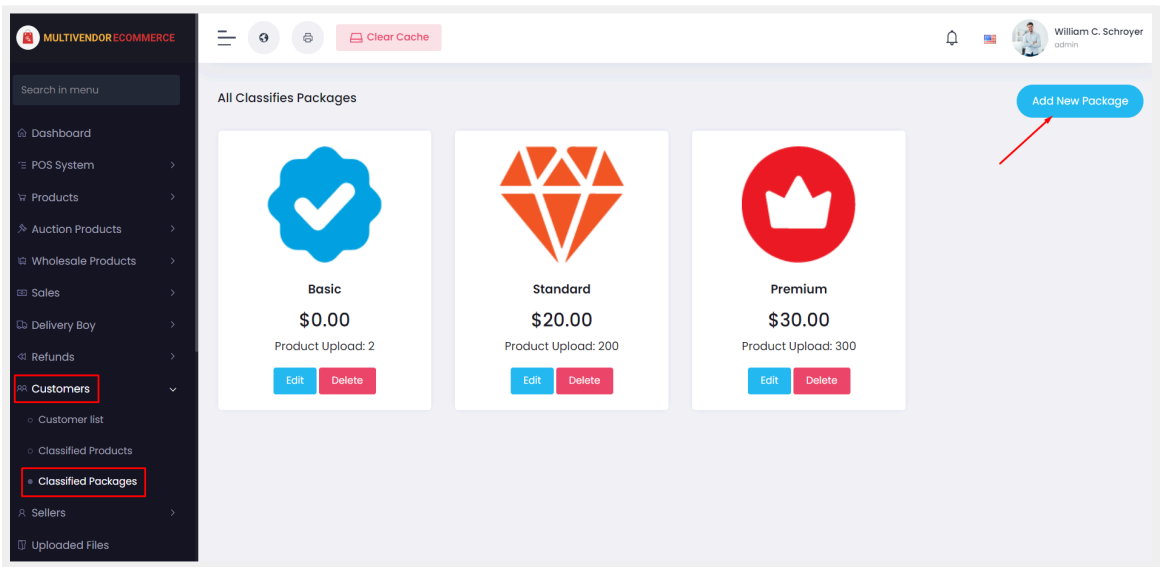 MULTIVENDOR ECOMMERCE
Clear Cache
William C. Schroyer
admin
Search in menu
Dashboard
POS System
Products
Auction Products
Wholesale Products
Sales
Delivery Boy
Refunds
Customers
Customer list
Classified Products
Classified Packages
Sellers
Uploaded Files
All Classifies Packages
Add New Package
Basic
$0.00
Product Upload: 2
Edit Delete
Standard
$20.00
Product Upload: 200
Edit Delete
Premium
$30.00
Product Upload: 300
Edit Delete